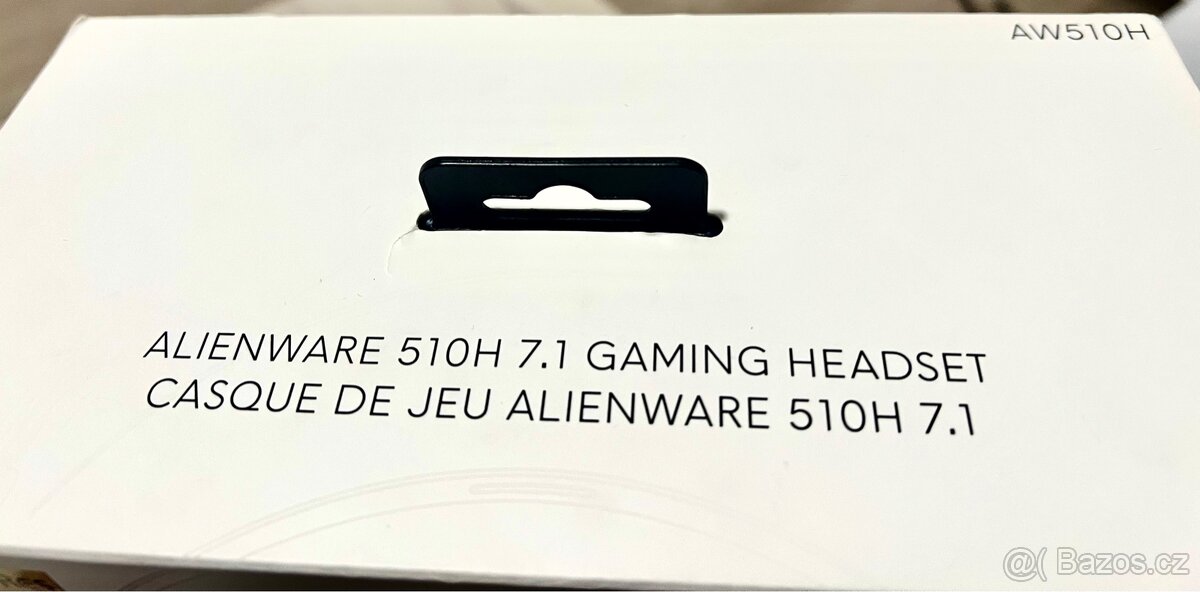 AW510H
ALIENWARE 510H 7.1 GAMING HEADSET
CASQUE DE JEU ALIENWARE 510H 7.1
@( Bazos.cz